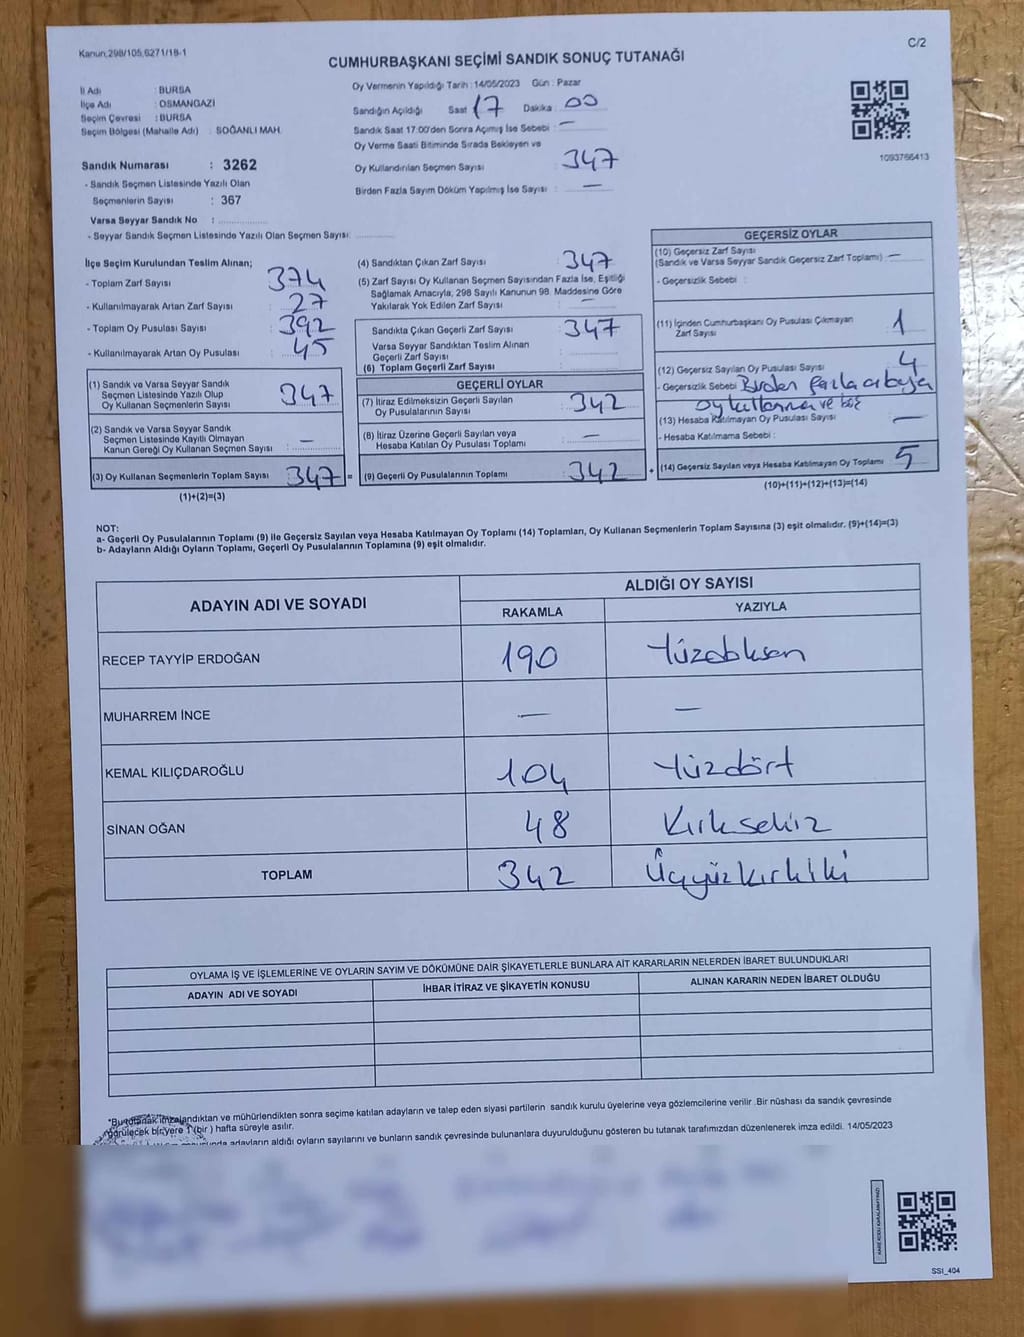 Kanun:298/105,6271/18-1
C/2
CUMHURBAŞKANI SEÇİMİ SANDIK SONUÇ TUTANAĞI
İl Adı : BURSA
İlçe Adı : OSMANGAZİ
Seçim Çevresi : BURSA
Seçim Bölgesi (Mahalle Adı) : SOĞANLI MAH.
Sandık Numarası : 3262
- Sandık Seçmen Listesinde Yazılı Olan
Seçmenlerin Sayısı : 367
Varsa Seyyar Sandık No :
- Seyyar Sandık Seçmen Listesinde Yazılı Olan Seçmen Sayısı:
Oy Vermenin Yapıldığı Tarih : 14/05/2023 Gün : Pazar
Sandığın Açıldığı Saat 17 Dakika : 00
Sandık Saat 17:00'den Sonra Açılmış İse Sebebi : —
Oy Verme Saati Bitiminde Sırada Bekleyen ve
Oy Kullandırılan Seçmen Sayısı : 347
Birden Fazla Sayım Döküm Yapılmış İse Sayısı : —
1093766413
İlçe Seçim Kurulundan Teslim Alınan;
- Toplam Zarf Sayısı : 374
- Kullanılmayarak Artan Zarf Sayısı : 27
- Toplam Oy Pusulası Sayısı : 392
- Kullanılmayarak Artan Oy Pusulası : 45
(1) Sandık ve Varsa Seyyar Sandık
Seçmen Listesinde Yazılı Olup
Oy Kullanan Seçmenlerin Sayısı : 347
(2) Sandık ve Varsa Seyyar Sandık
Seçmen Listesinde Kayıtlı Olmayan
Kanun Gereği Oy Kullanan Seçmen Sayısı : —
(3) Oy Kullanan Seçmenlerin Toplam Sayısı : 347 =
(1)+(2)=(3)
(4) Sandıktan Çıkan Zarf Sayısı : 347
(5) Zarf Sayısı Oy Kullanan Seçmen Sayısından Fazla İse, Eşitliği
Sağlamak Amacıyla, 298 Sayılı Kanunun 98. Maddesine Göre
Yakılarak Yok Edilen Zarf Sayısı : —
Sandıkta Çıkan Geçerli Zarf Sayısı : 347
Varsa Seyyar Sandıktan Teslim Alınan
Geçerli Zarf Sayısı :
(6) Toplam Geçerli Zarf Sayısı :
GEÇERLİ OYLAR
(7) İtiraz Edilmeksizin Geçerli Sayılan
Oy Pusulalarının Sayısı : 342
(8) İtiraz Üzerine Geçerli Sayılan veya
Hesaba Katılan Oy Pusulası Toplamı : —
(9) Geçerli Oy Pusulalarının Toplamı : 342 +
GEÇERSİZ OYLAR
(10) Geçersiz Zarf Sayısı
(Sandık ve Varsa Seyyar Sandık Geçersiz Zarf Toplamı) : —
- Geçersizlik Sebebi :
(11) İçinden Cumhurbaşkanı Oy Pusulası Çıkmayan
Zarf Sayısı : 1
(12) Geçersiz Sayılan Oy Pusulası Sayısı : 4
- Geçersizlik Sebebi Birden fazla adaya
oy kullanma ve boş
(13) Hesaba Katılmayan Oy Pusulası Sayısı : —
- Hesaba Katılmama Sebebi :
(14) Geçersiz Sayılan veya Hesaba Katılmayan Oy Toplamı : 5
(10)+(11)+(12)+(13)=(14)
NOT:
a- Geçerli Oy Pusulalarının Toplamı (9) ile Geçersiz Sayılan veya Hesaba Katılmayan Oy Toplamı (14) Toplamları, Oy Kullanan Seçmenlerin Toplam Sayısına (3) eşit olmalıdır. (9)+(14)=(3)
b- Adayların Aldığı Oyların Toplamı, Geçerli Oy Pusulalarının Toplamına (9) eşit olmalıdır.
ADAYIN ADI VE SOYADI
ALDIĞI OY SAYISI
RAKAMLA YAZIYLA
RECEP TAYYİP ERDOĞAN 190 Yüzdoksan
MUHARREM İNCE — —
KEMAL KILIÇDAROĞLU 104 Yüzdört
SİNAN OĞAN 48 Kırksekiz
TOPLAM 342 Üçyüzkırkiki
OYLAMA İŞ VE İŞLEMLERİNE VE OYLARIN SAYIM VE DÖKÜMÜNE DAİR ŞİKAYETLERLE BUNLARA AİT KARARLARIN NELERDEN İBARET BULUNDUKLARI
ADAYIN ADI VE SOYADI İHBAR İTİRAZ VE ŞİKAYETİN KONUSU ALINAN KARARIN NEDEN İBARET OLDUĞU
*Bu tutanak imzalandıktan ve mühürlendikten sonra seçime katılan adayların ve talep eden siyasi partilerin sandık kurulu üyelerine veya gözlemcilerine verilir .Bir nüshası da sandık çevresinde
görülecek bir yere 1 (bir ) hafta süreyle asılır.
adayların aldığı oyların sayılarını ve bunların sandık çevresinde bulunanlara duyurulduğunu gösteren bu tutanak tarafımızdan düzenlenerek imza edildi. 14/05/2023
SSI_404